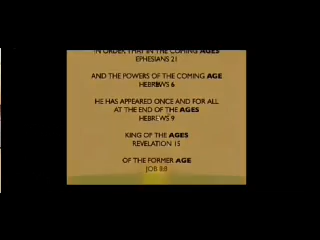 IN ORDER THAT IN THE COMING AGES
EPHESIANS 21
AND THE POWERS OF THE COMING AGE
HEBREWS 6
HE HAS APPEARED ONCE AND FOR ALL
AT THE END OF THE AGES
HEBREWS 9
KING OF THE AGES
REVELATION 15
OF THE FORMER AGE
JOB 8:8